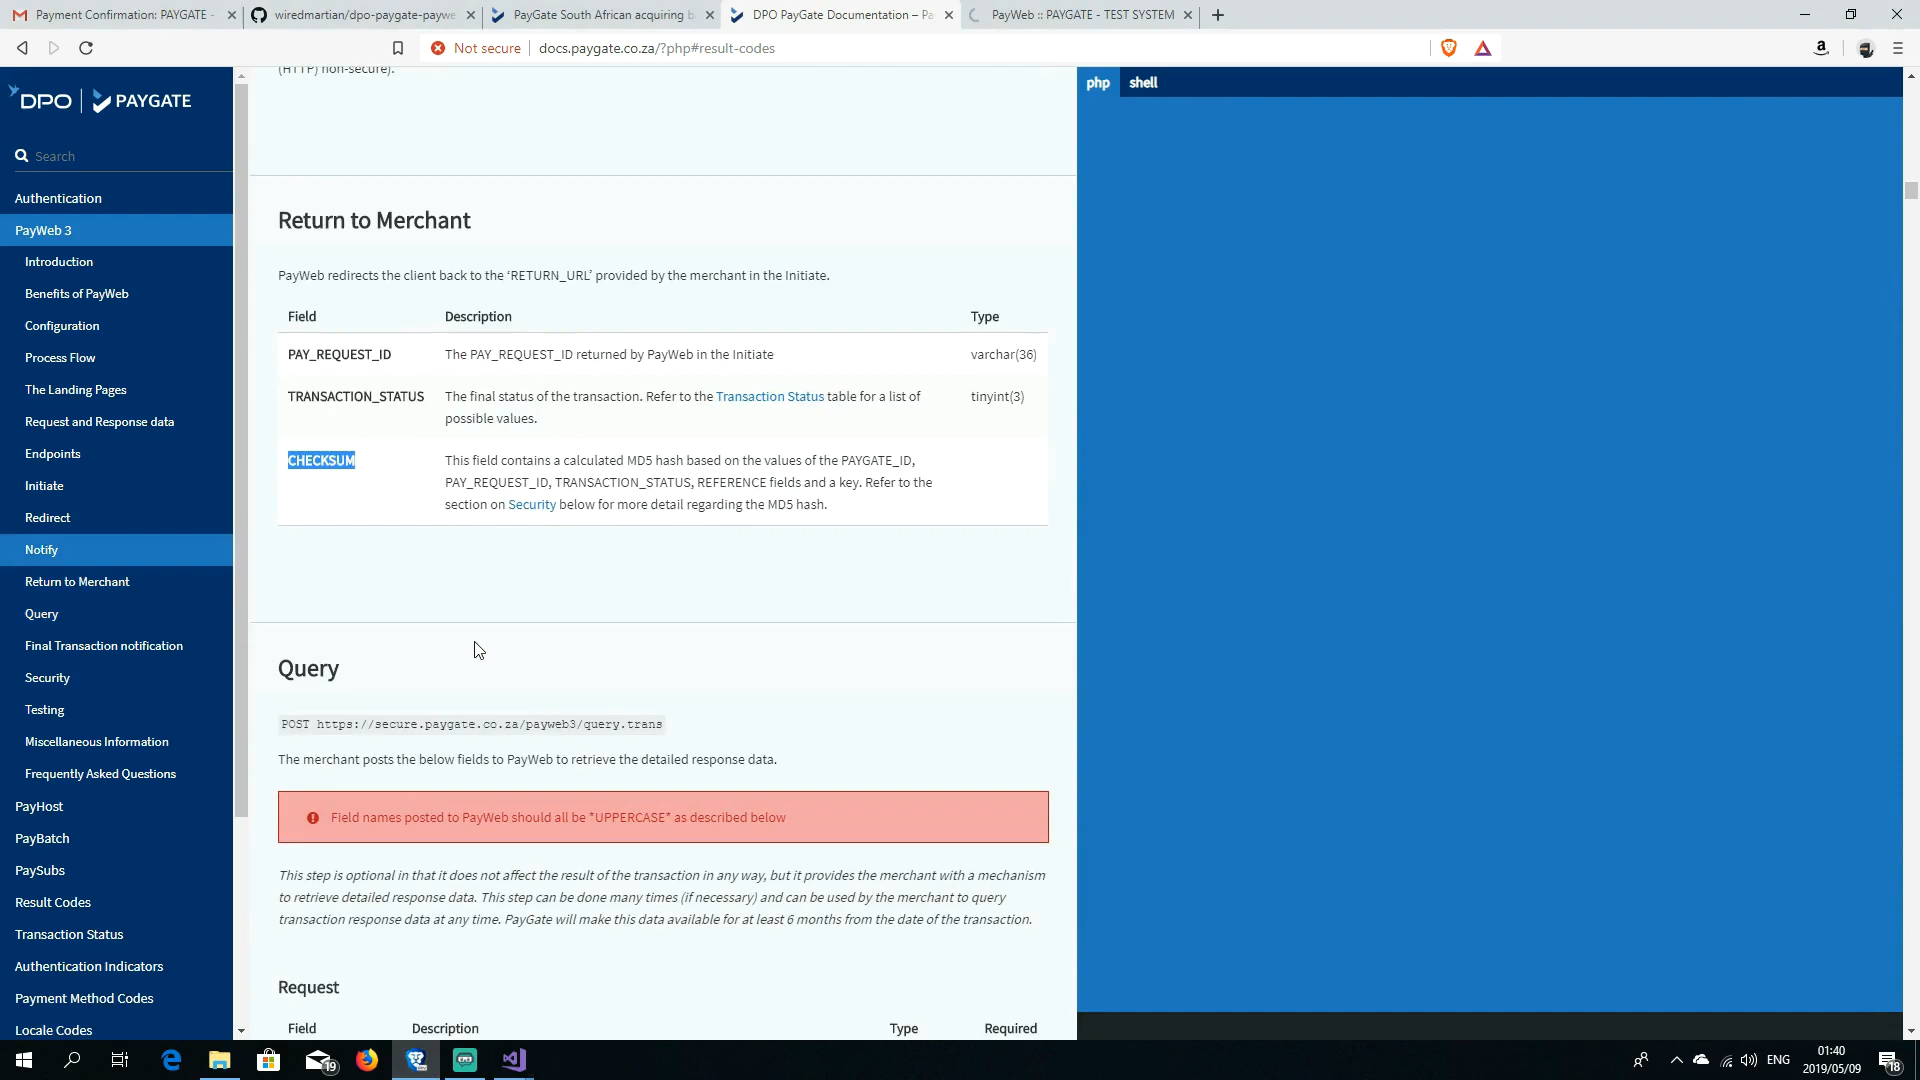 Payment Confirmation: PAYGATE -
wiredmartian/dpo-paygate-paywe
PayGate South African acquiring b
DPO PayGate Documentation – Pa
PayWeb :: PAYGATE - TEST SYSTEM
Not secure
docs.paygate.co.za/?php#result-codes
DPO | PAYGATE
Search
Authentication
PayWeb 3
Introduction
Benefits of PayWeb
Configuration
Process Flow
The Landing Pages
Request and Response data
Endpoints
Initiate
Redirect
Notify
Return to Merchant
Query
Final Transaction notification
Security
Testing
Miscellaneous Information
Frequently Asked Questions
PayHost
PayBatch
PaySubs
Result Codes
Transaction Status
Authentication Indicators
Payment Method Codes
Locale Codes
(HTTP) non-secure).
Return to Merchant
PayWeb redirects the client back to the ‘RETURN_URL’ provided by the merchant in the Initiate.
Field Description Type
PAY_REQUEST_ID The PAY_REQUEST_ID returned by PayWeb in the Initiate varchar(36)
TRANSACTION_STATUS The final status of the transaction. Refer to the Transaction Status table for a list of tinyint(3)
possible values.
CHECKSUM This field contains a calculated MD5 hash based on the values of the PAYGATE_ID,
PAY_REQUEST_ID, TRANSACTION_STATUS, REFERENCE fields and a key. Refer to the
section on Security below for more detail regarding the MD5 hash.
Query
POST https://secure.paygate.co.za/payweb3/query.trans
The merchant posts the below fields to PayWeb to retrieve the detailed response data.
Field names posted to PayWeb should all be *UPPERCASE* as described below
This step is optional in that it does not affect the result of the transaction in any way, but it provides the merchant with a mechanism
to retrieve detailed response data. This step can be done many times (if necessary) and can be used by the merchant to query
transaction response data at any time. PayGate will make this data available for at least 6 months from the date of the transaction.
Request
Field Description Type Required
php shell
19
ENG
01:40
2019/05/09
18